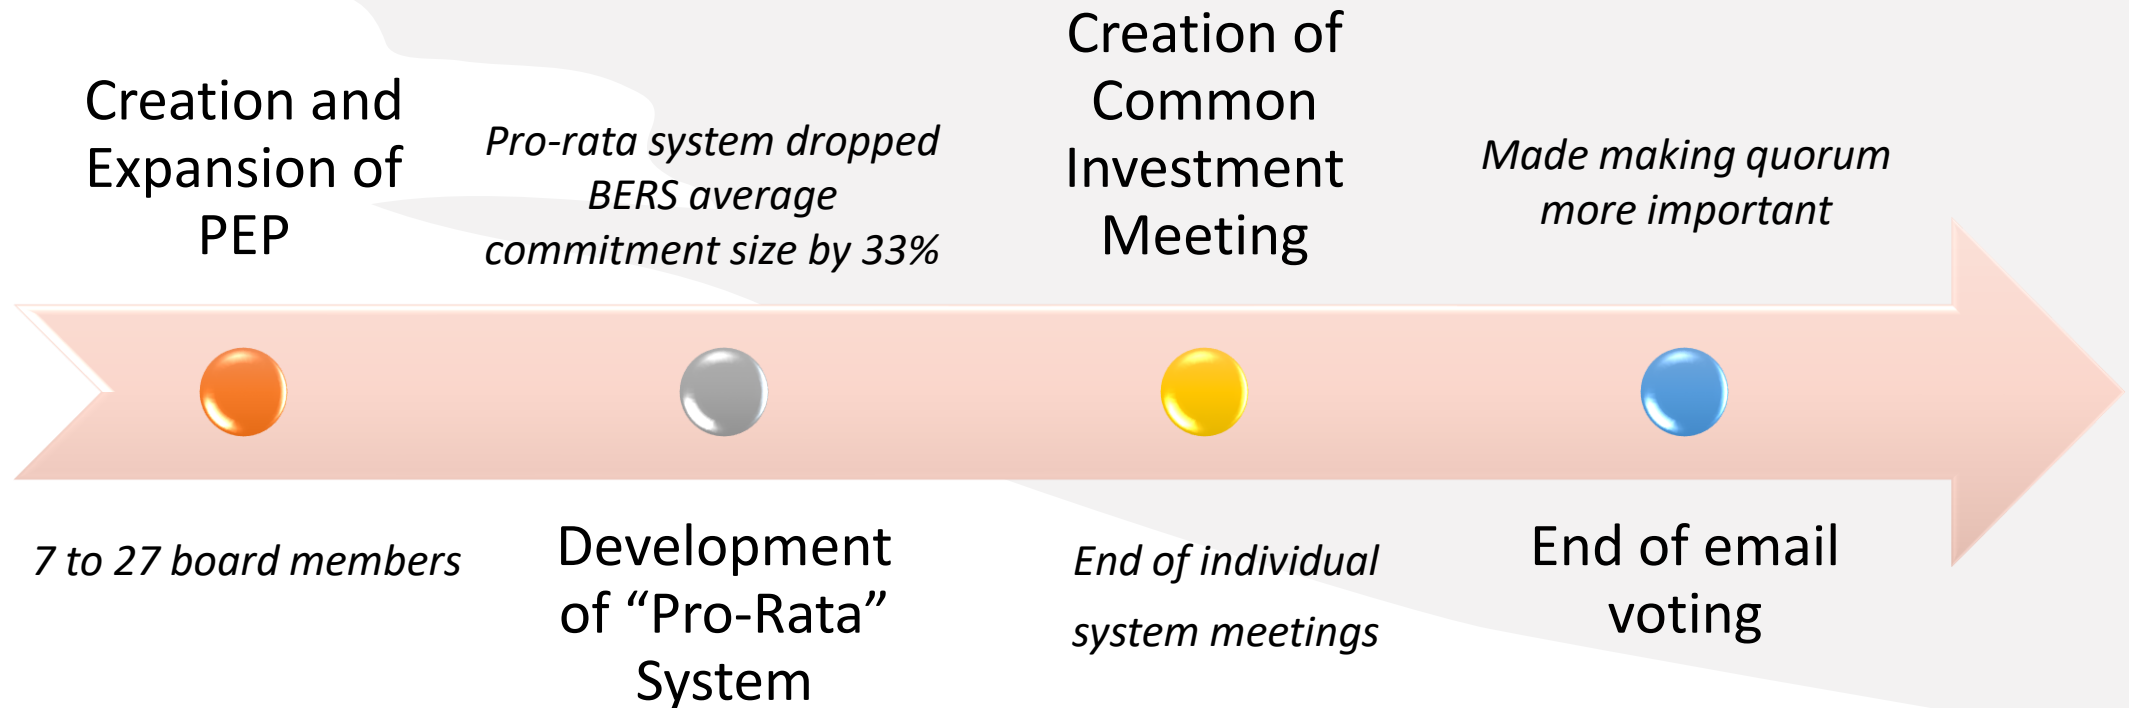 Creation and
Expansion of
PEP
7 to 27 board members
Pro-rata system dropped
BERS average
commitment size by 33%
Development
of “Pro-Rata”
System
Creation of
Common
Investment
Meeting
End of individual
system meetings
Made making quorum
more important
End of email
voting